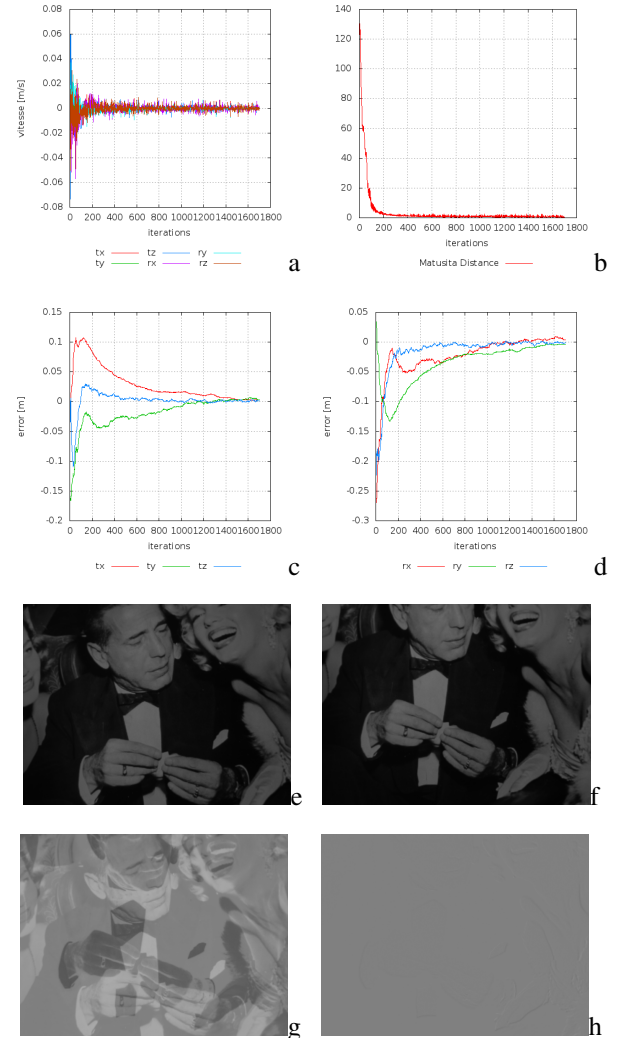 0.08
0.06
0.04
0.02
0
-0.02
-0.04
-0.06
-0.08
vitesse [m/s]
0 200 400 600 800 1000 1200 1400 1600 1800
iterations
tx tz ry
ty rx rz
a
140
120
100
80
60
40
20
0
0 200 400 600 800 1000 1200 1400 1600 1800
iterations
Matusita Distance
b
0.15
0.1
0.05
0
-0.05
-0.1
-0.15
-0.2
error [m]
0 200 400 600 800 1000 1200 1400 1600 1800
iterations
tx ty tz
c
0.05
0
-0.05
-0.1
-0.15
-0.2
-0.25
-0.3
error [m]
0 200 400 600 800 1000 1200 1400 1600 1800
iterations
rx ry rz
d
e
f
g
h